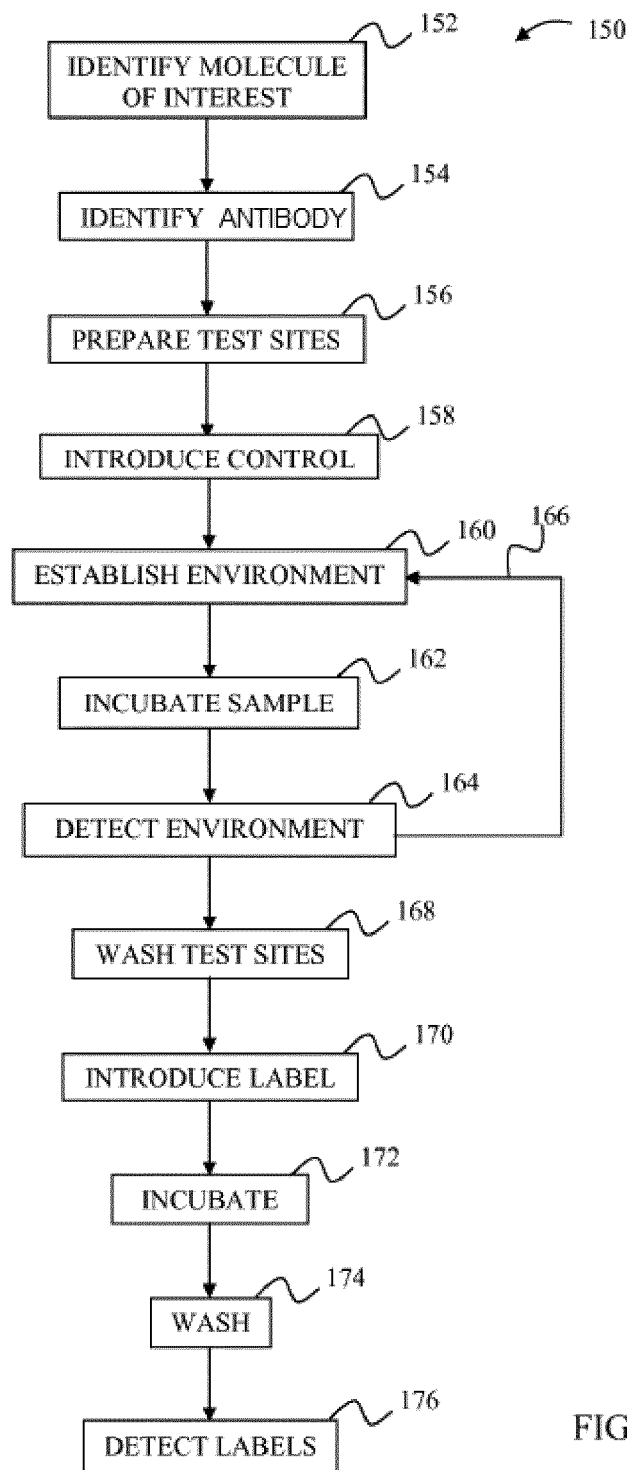 152
150
IDENTIFY MOLECULE
OF INTEREST
154
IDENTIFY ANTIBODY
156
PREPARE TEST SITES
158
INTRODUCE CONTROL
160
166
ESTABLISH ENVIRONMENT
162
INCUBATE SAMPLE
164
DETECT ENVIRONMENT
168
WASH TEST SITES
170
INTRODUCE LABEL
172
INCUBATE
174
WASH
176
DETECT LABELS
FIG